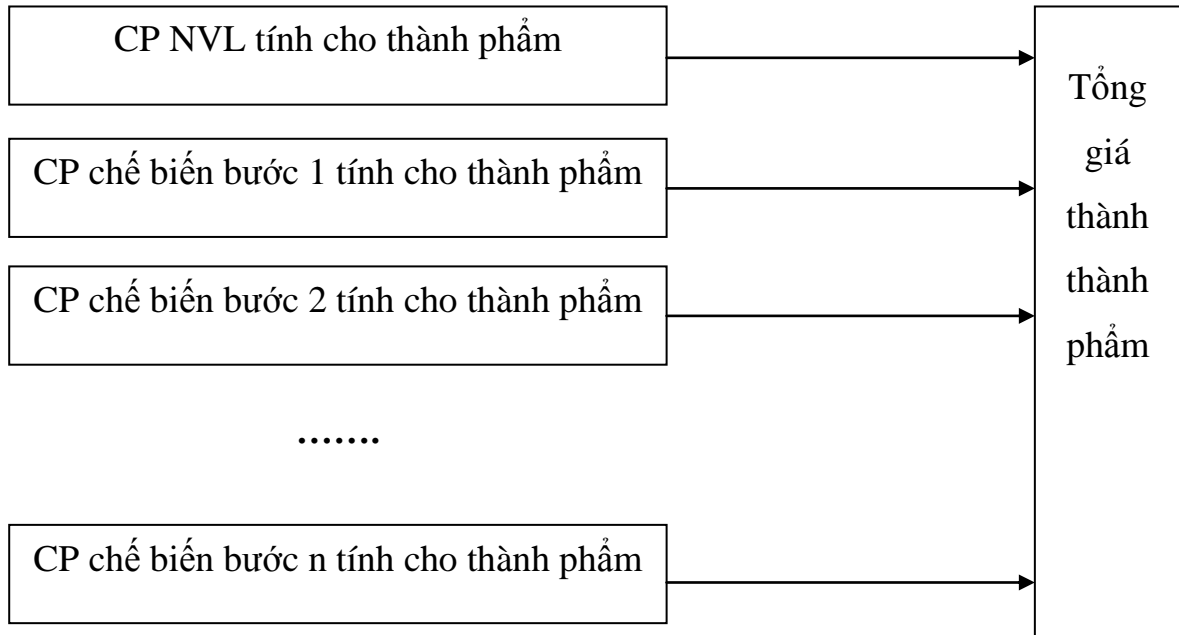 CP NVL tính cho thành phẩm
CP chế biến bước 1 tính cho thành phẩm
CP chế biến bước 2 tính cho thành phẩm
.......
CP chế biến bước n tính cho thành phẩm
Tổng
giá
thành
thành
phẩm